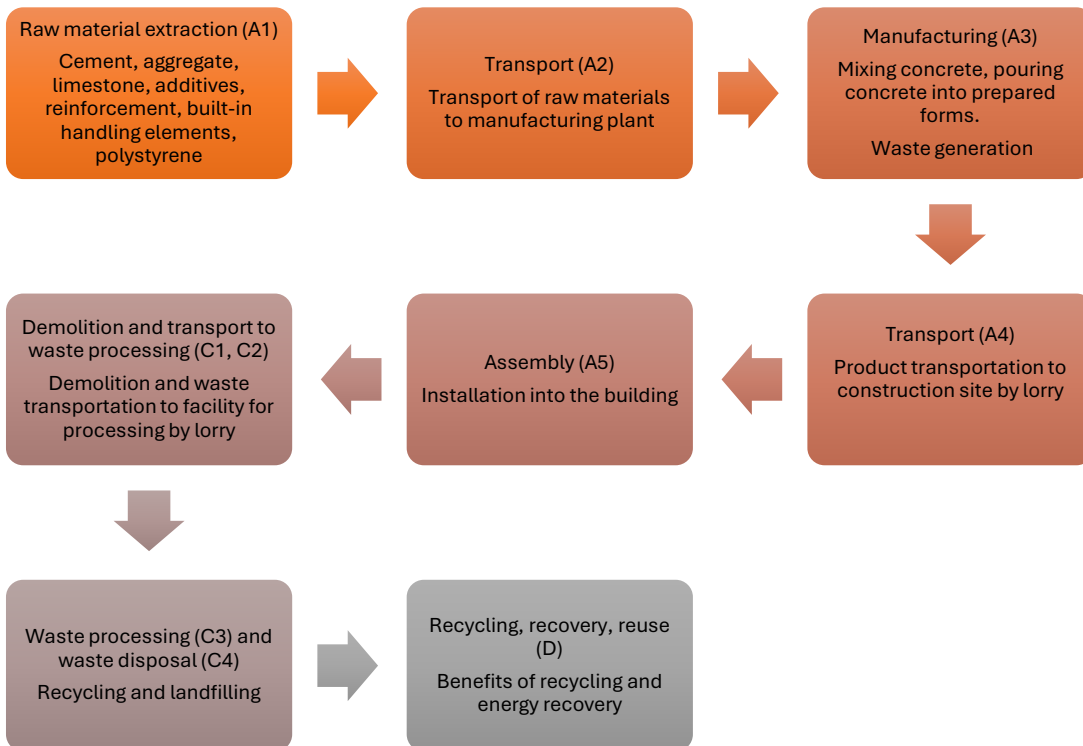 Raw material extraction (A1)
Cement, aggregate,
limestone, additives,
reinforcement, built-in
handling elements,
polystyrene
Transport (A2)
Transport of raw materials
to manufacturing plant
Manufacturing (A3)
Mixing concrete, pouring
concrete into prepared
forms.
Waste generation
Transport (A4)
Product transportation to
construction site by lorry
Assembly (A5)
Installation into the building
Demolition and transport to
waste processing (C1, C2)
Demolition and waste
transportation to facility for
processing by lorry
Waste processing (C3) and
waste disposal (C4)
Recycling and landfilling
Recycling, recovery, reuse
(D)
Benefits of recycling and
energy recovery